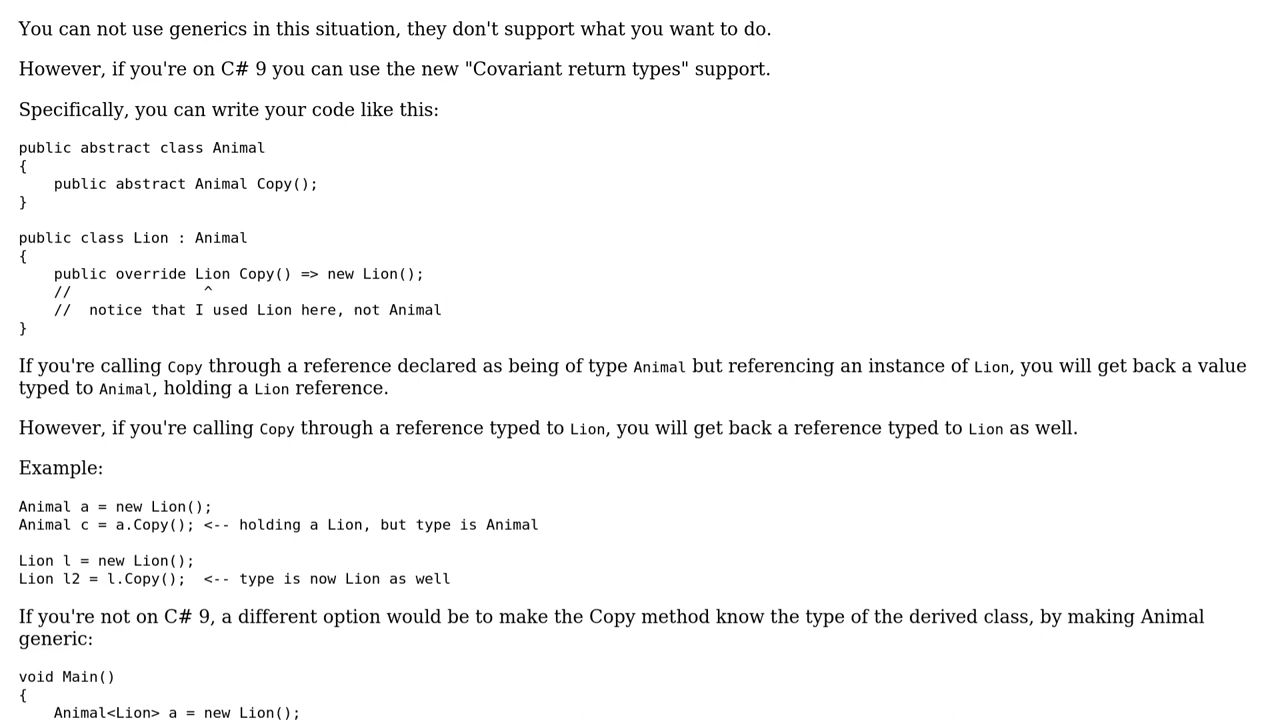 You can not use generics in this situation, they don't support what you want to do.
However, if you're on C# 9 you can use the new "Covariant return types" support.
Specifically, you can write your code like this:
public abstract class Animal
{
    public abstract Animal Copy();
}
public class Lion : Animal
{
    public override Lion Copy() => new Lion();
    //               ^
    //  notice that I used Lion here, not Animal
}
If you're calling Copy through a reference declared as being of type Animal but referencing an instance of Lion, you will get back a value
typed to Animal, holding a Lion reference.
However, if you're calling Copy through a reference typed to Lion, you will get back a reference typed to Lion as well.
Example:
Animal a = new Lion();
Animal c = a.Copy(); <-- holding a Lion, but type is Animal
Lion l = new Lion();
Lion l2 = l.Copy();  <-- type is now Lion as well
If you're not on C# 9, a different option would be to make the Copy method know the type of the derived class, by making Animal
generic:
void Main()
{
    Animal<Lion> a = new Lion();